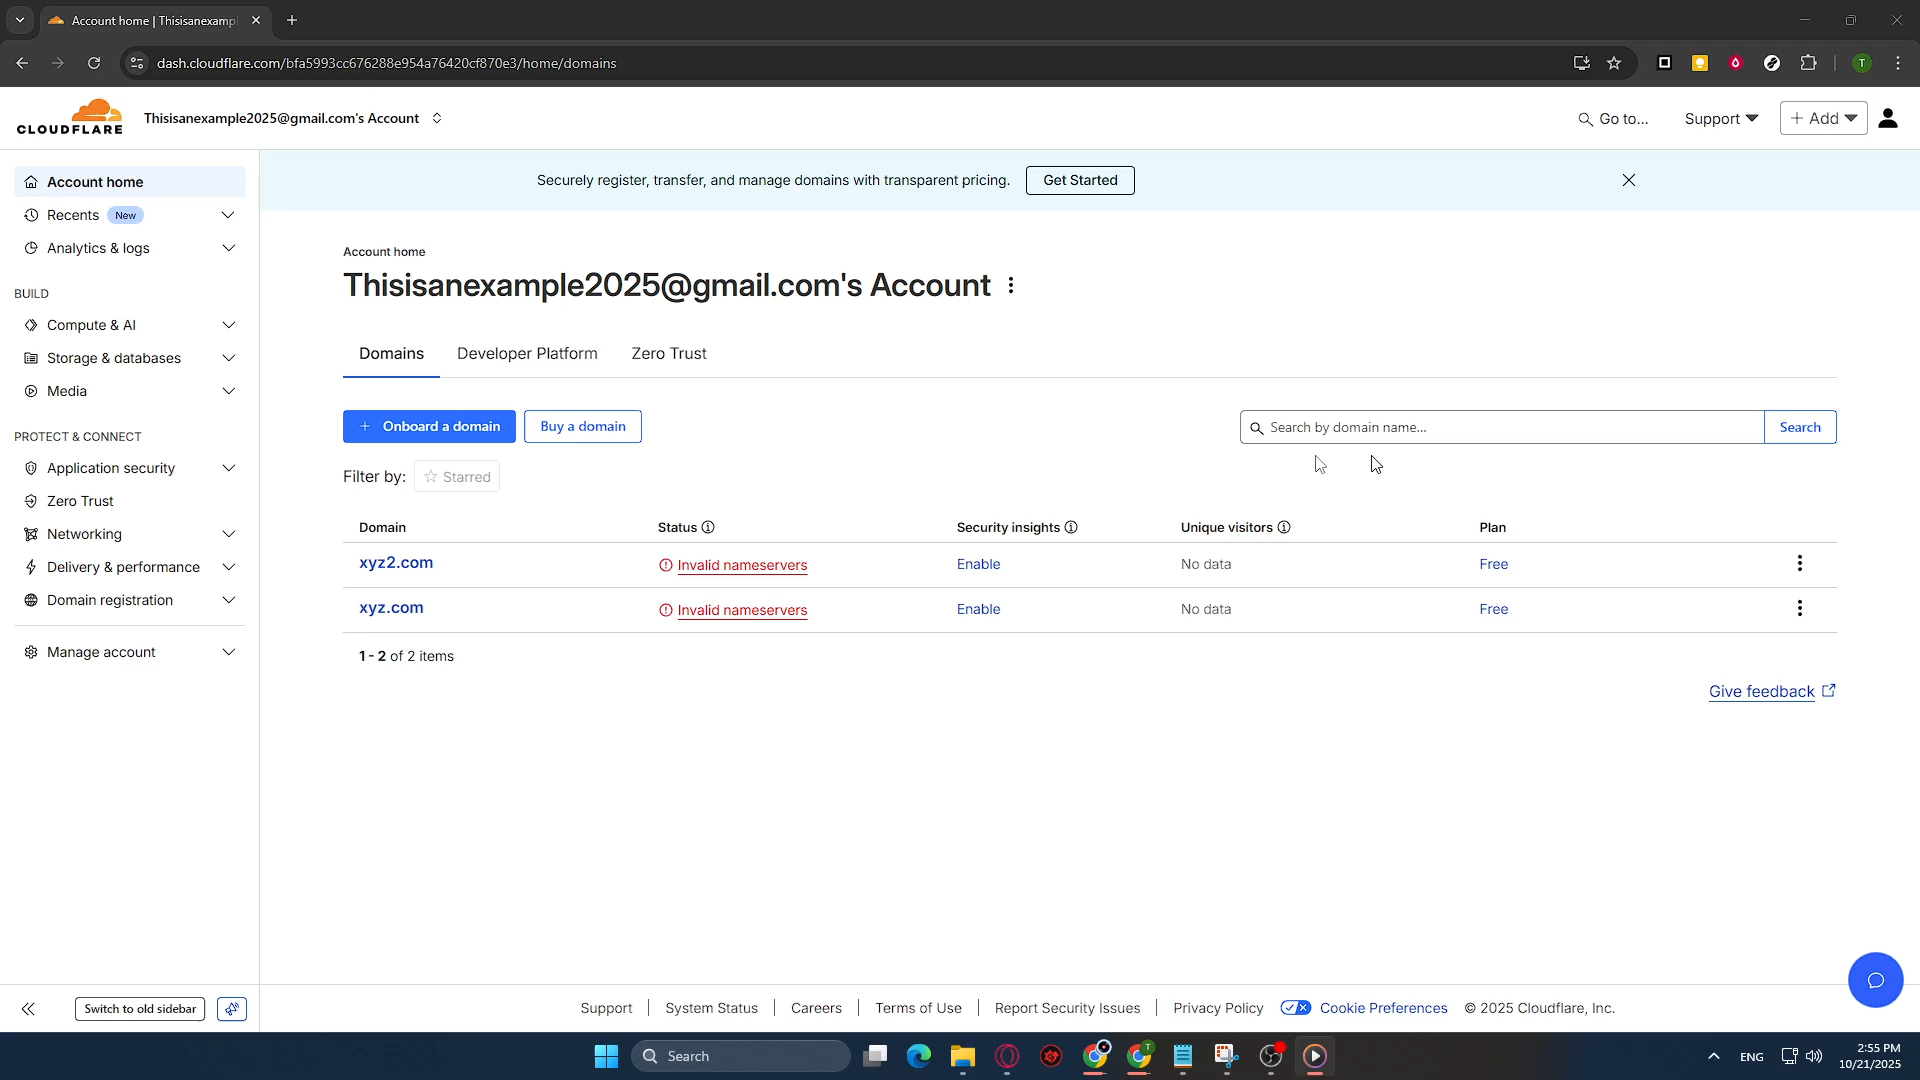 Account home | Thisisanexampl
dash.cloudflare.com/bfa5993cc676288e954a76420cf870e3/home/domains
T
CLOUDFLARE
Thisisanexample2025@gmail.com's Account
Go to...
Support
+ Add
Account home
Recents New
Analytics & logs
BUILD
Compute & AI
Storage & databases
Media
PROTECT & CONNECT
Application security
Zero Trust
Networking
Delivery & performance
Domain registration
Manage account
Switch to old sidebar
Securely register, transfer, and manage domains with transparent pricing. Get Started
Account home
Thisisanexample2025@gmail.com's Account
Domains Developer Platform Zero Trust
+ Onboard a domain Buy a domain
Search by domain name... Search
Filter by: Starred
Domain Status Security insights Unique visitors Plan
xyz2.com Invalid nameservers Enable No data Free
xyz.com Invalid nameservers Enable No data Free
1 - 2 of 2 items
Give feedback
Support System Status Careers Terms of Use Report Security Issues Privacy Policy Cookie Preferences © 2025 Cloudflare, Inc.
Search
T
ENG
2:55 PM
10/21/2025